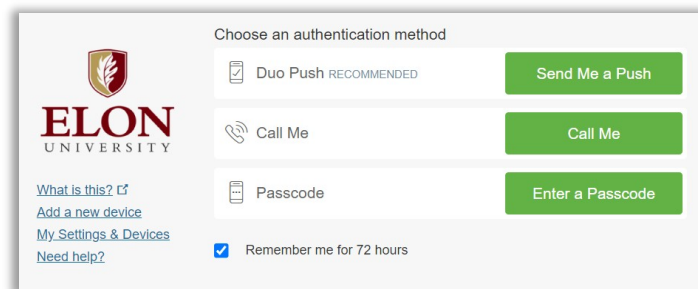 Choose an authentication method
Duo Push RECOMMENDED
Send Me a Push
Call Me
Call Me
Passcode
Enter a Passcode
Remember me for 72 hours
ELON
UNIVERSITY
What is this?
Add a new device
My Settings & Devices
Need help?